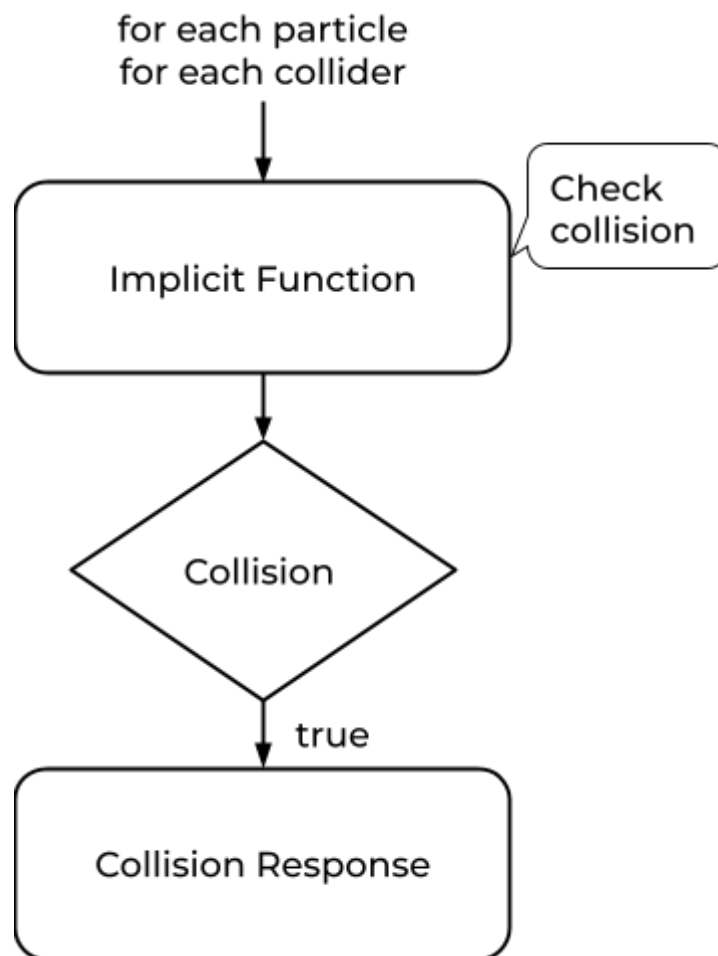 for each particle
for each collider
Check
collision
Implicit Function
Collision
true
Collision Response